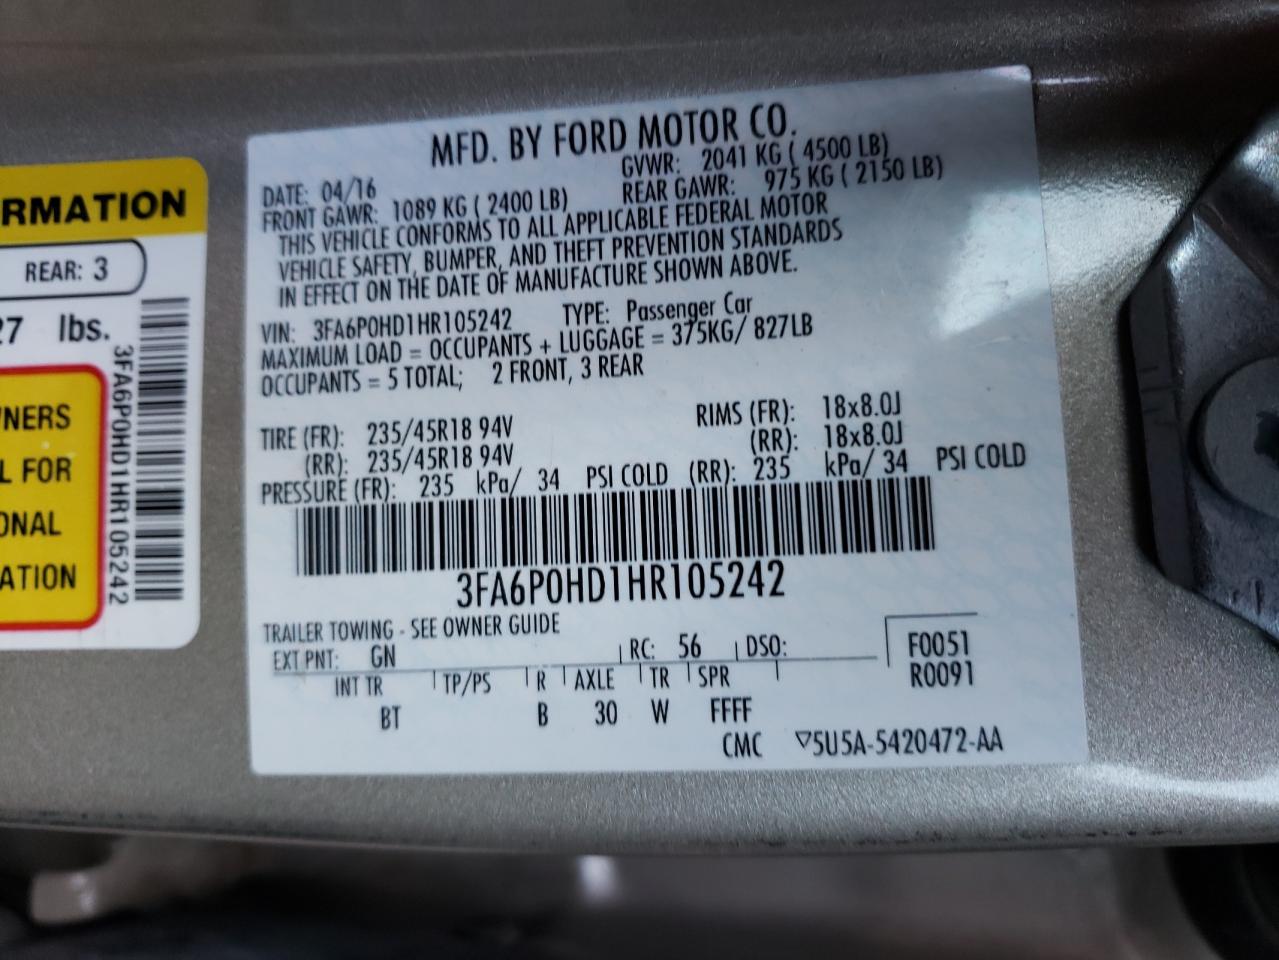 RMATION
REAR: 3
27 lbs.
NERS
L FOR
ONAL
ATION
3FA6P0HD1HR105242
MFD. BY FORD MOTOR CO.
DATE: 04/16 GVWR: 2041 KG ( 4500 LB)
FRONT GAWR: 1089 KG ( 2400 LB) REAR GAWR: 975 KG ( 2150 LB)
THIS VEHICLE CONFORMS TO ALL APPLICABLE FEDERAL MOTOR
VEHICLE SAFETY, BUMPER, AND THEFT PREVENTION STANDARDS
IN EFFECT ON THE DATE OF MANUFACTURE SHOWN ABOVE.
VIN: 3FA6P0HD1HR105242 TYPE: Passenger Car
MAXIMUM LOAD = OCCUPANTS + LUGGAGE = 375KG/ 827LB
OCCUPANTS = 5 TOTAL; 2 FRONT, 3 REAR
TIRE (FR): 235/45R18 94V RIMS (FR): 18x8.0J
(RR): 235/45R18 94V (RR): 18x8.0J
PRESSURE (FR): 235 kPa/ 34 PSI COLD (RR): 235 kPa/ 34 PSI COLD
3FA6P0HD1HR105242
TRAILER TOWING - SEE OWNER GUIDE
EXT PNT: GN RC: 56 DSO: F0051
INT TR TP/PS R AXLE TR SPR R0091
BT B 30 W FFFF
CMC ▽5U5A-5420472-AA